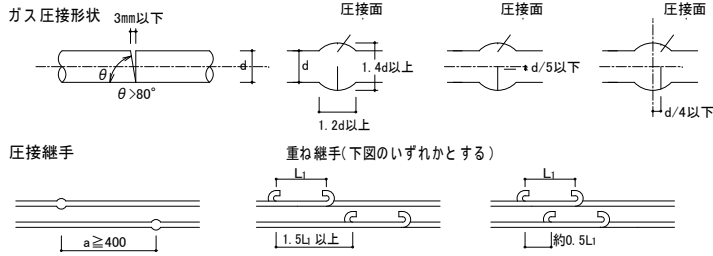 ガス圧接形状
3mm以下
θ
θ>80°
d
圧接面
d
1.4d以上
1.2d以上
圧接面
d/5以下
圧接面
d/4以下
圧接継手
a≧400
重ね継手(下図のいずれかとする)
L1
1.5L1 以上
L1
約0.5L1